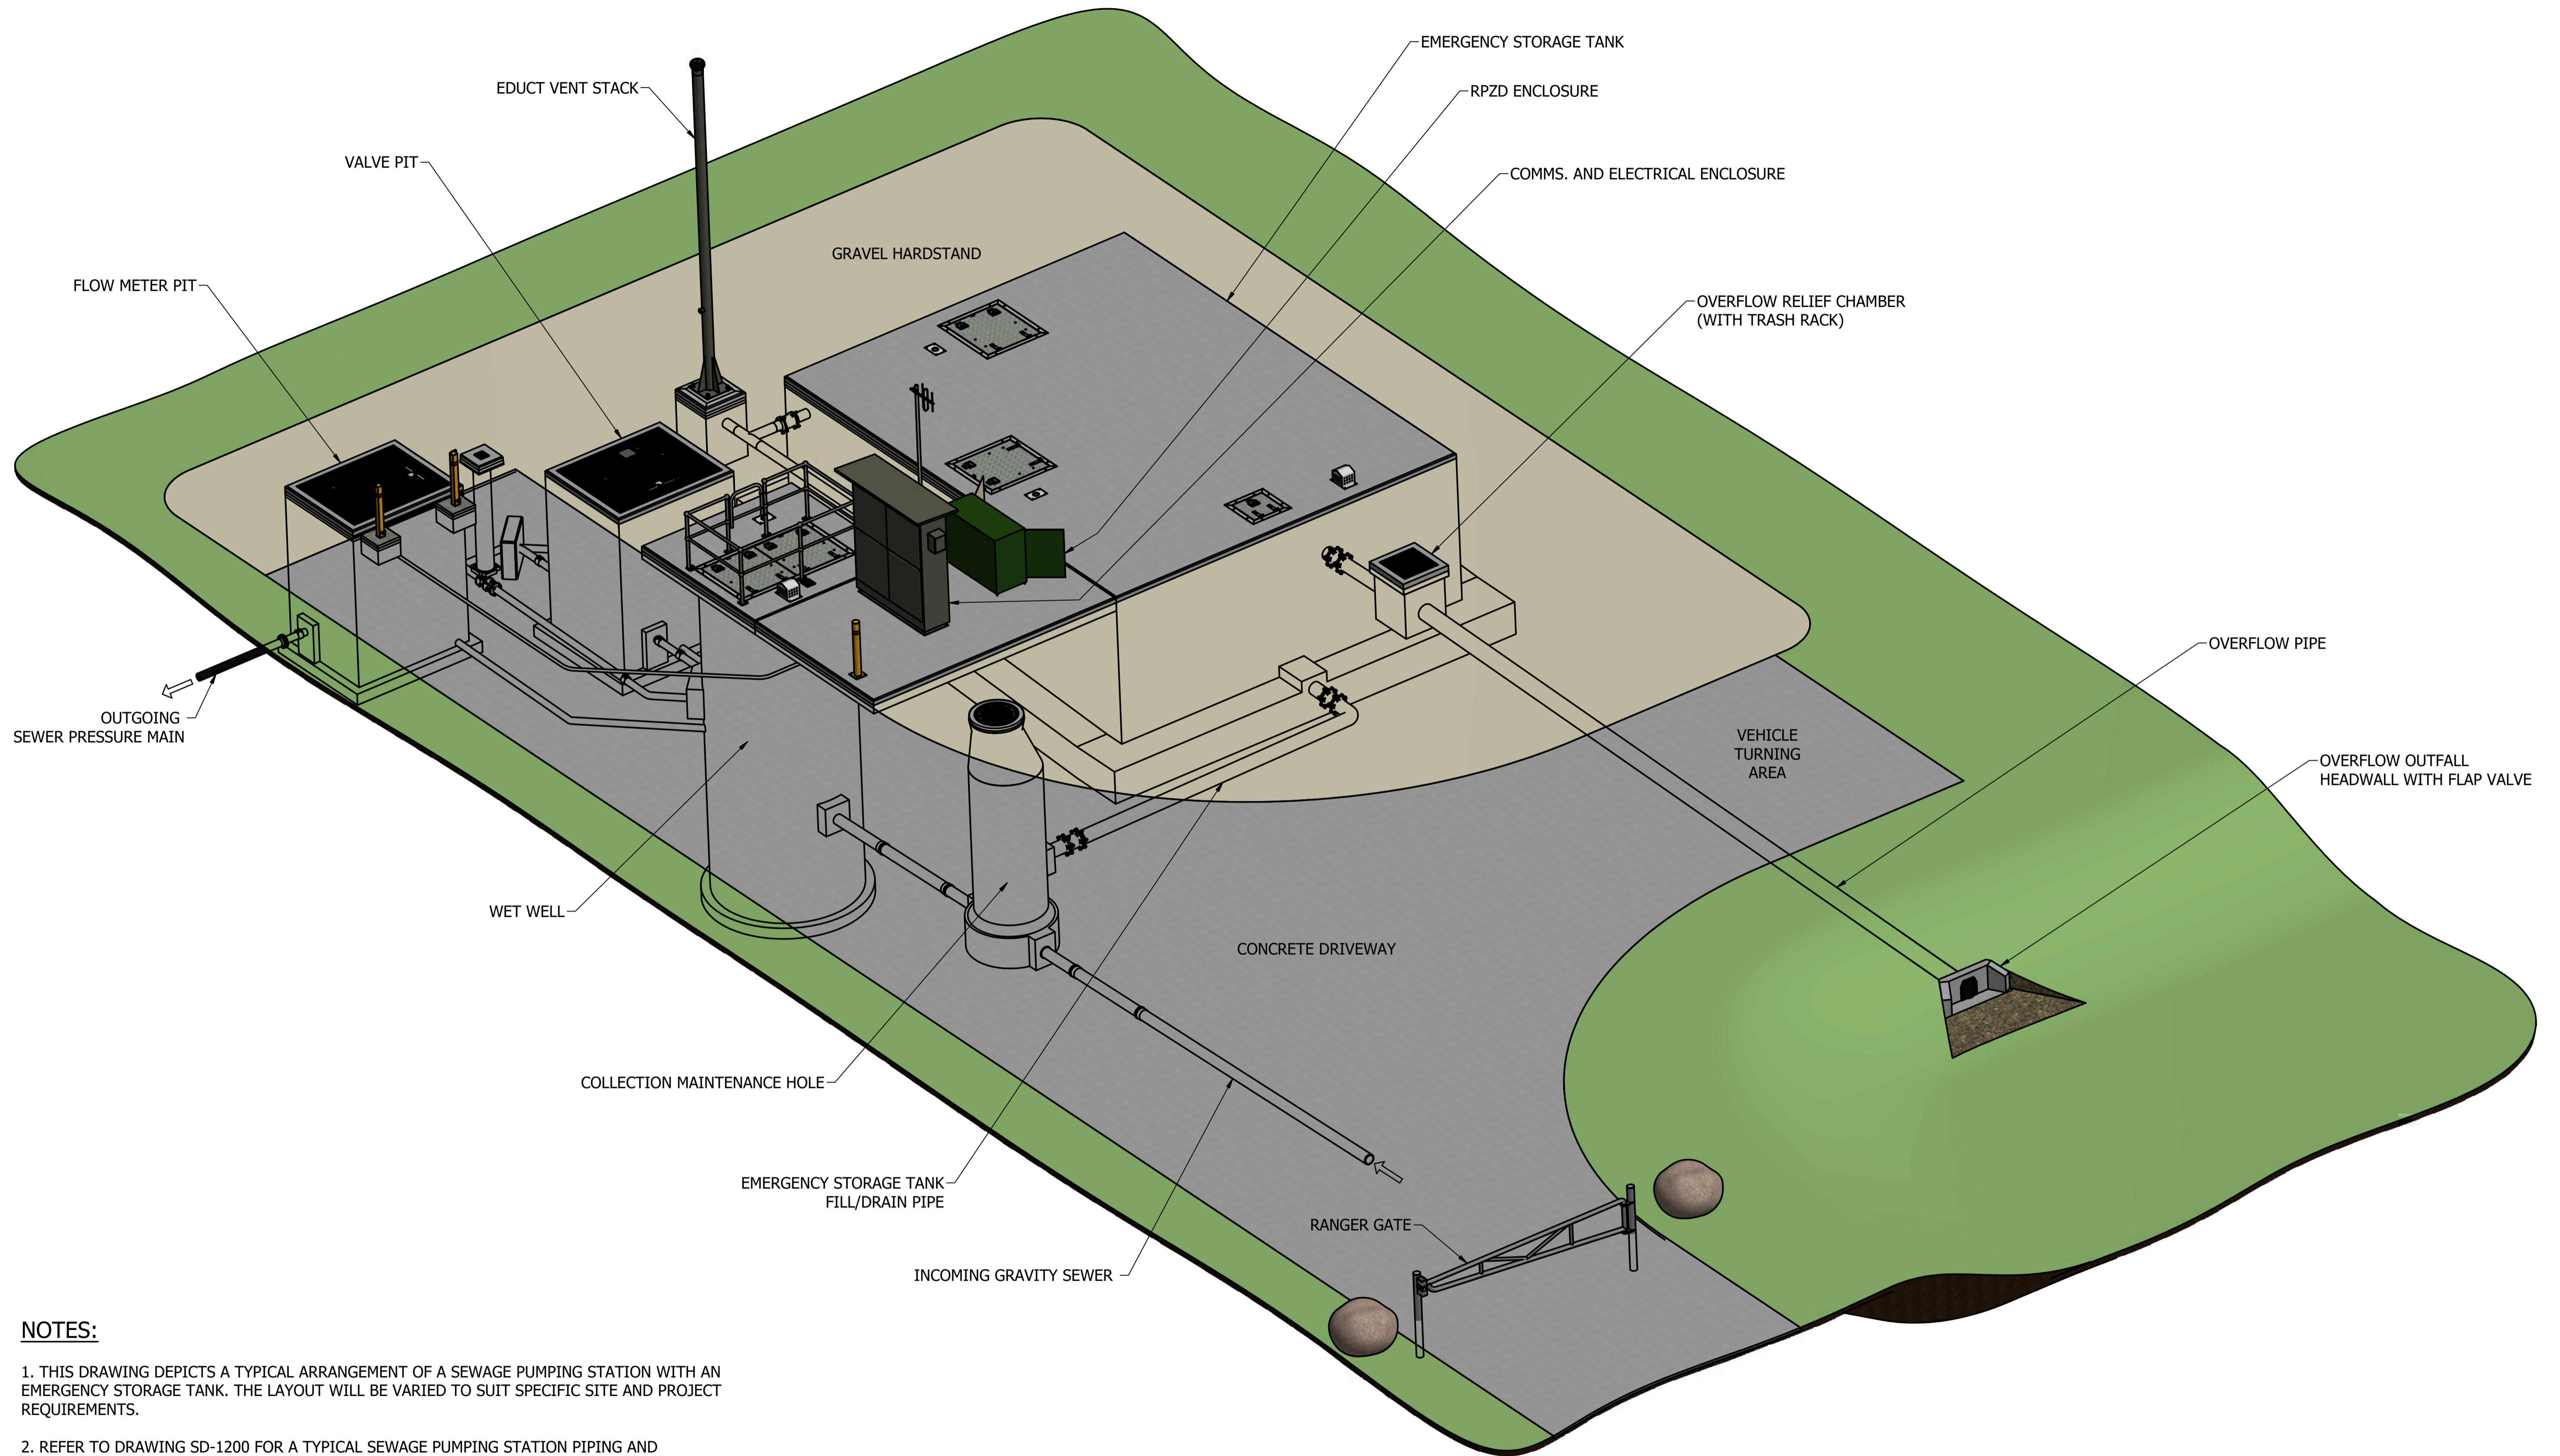 EMERGENCY STORAGE TANK
EDUCT VENT STACK
RPZD ENCLOSURE
VALVE PIT
COMMS. AND ELECTRICAL ENCLOSURE
GRAVEL HARDSTAND
FLOW METER PIT
OVERFLOW RELIEF CHAMBER
(WITH TRASH RACK)
OVERFLOW PIPE
OUTGOING
SEWER PRESSURE MAIN
VEHICLE
TURNING
AREA
OVERFLOW OUTFALL
HEADWALL WITH FLAP VALVE
WET WELL
CONCRETE DRIVEWAY
COLLECTION MAINTENANCE HOLE
EMERGENCY STORAGE TANK
FILL/DRAIN PIPE
RANGER GATE
INCOMING GRAVITY SEWER
NOTES:
1. THIS DRAWING DEPICTS A TYPICAL ARRANGEMENT OF A SEWAGE PUMPING STATION WITH AN
EMERGENCY STORAGE TANK. THE LAYOUT WILL BE VARIED TO SUIT SPECIFIC SITE AND PROJECT
REQUIREMENTS.
2. REFER TO DRAWING SD-1200 FOR A TYPICAL SEWAGE PUMPING STATION PIPING AND